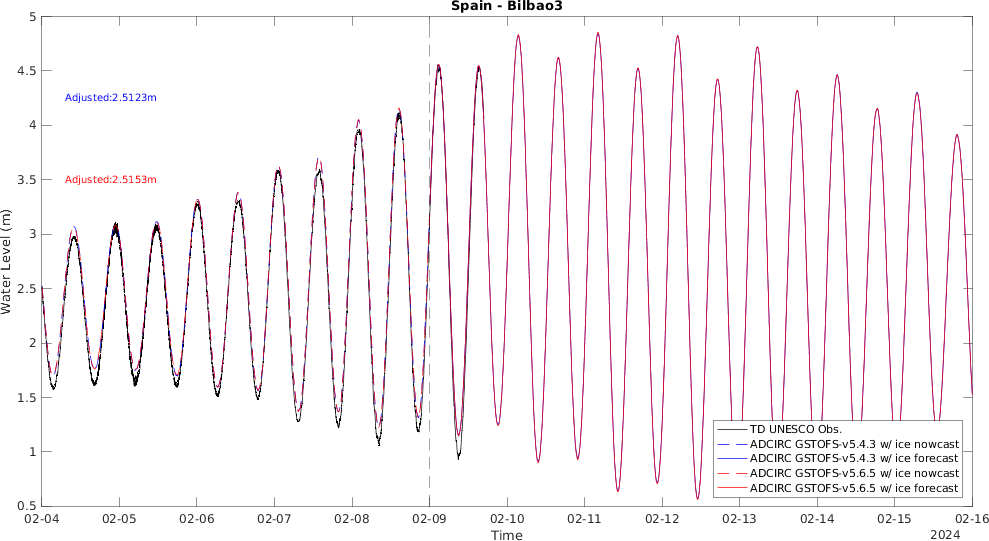 Spain - Bilbao3
5
4.5
4
3.5
3
2.5
2
1.5
1
0.5
Water Level (m)
Adjusted:2.5123m
Adjusted:2.5153m
TD UNESCO Obs.
ADCIRC GSTOFS-v5.4.3 w/ ice nowcast
ADCIRC GSTOFS-v5.4.3 w/ ice forecast
ADCIRC GSTOFS-v5.6.5 w/ ice nowcast
ADCIRC GSTOFS-v5.6.5 w/ ice forecast
02-04 02-05 02-06 02-07 02-08 02-09 02-10 02-11 02-12 02-13 02-14 02-15 02-16
Time
2024